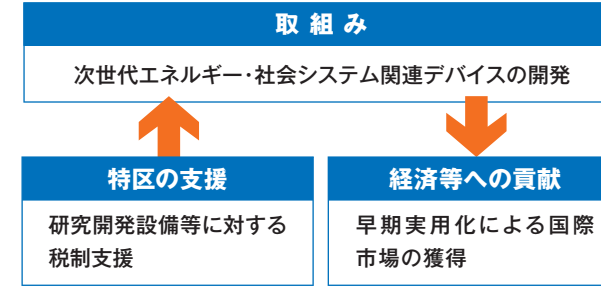 取組み
次世代エネルギー・社会システム関連デバイスの開発
特区の支援
研究開発設備等に対する
税制支援
経済等への貢献
早期実用化による国際
市場の獲得